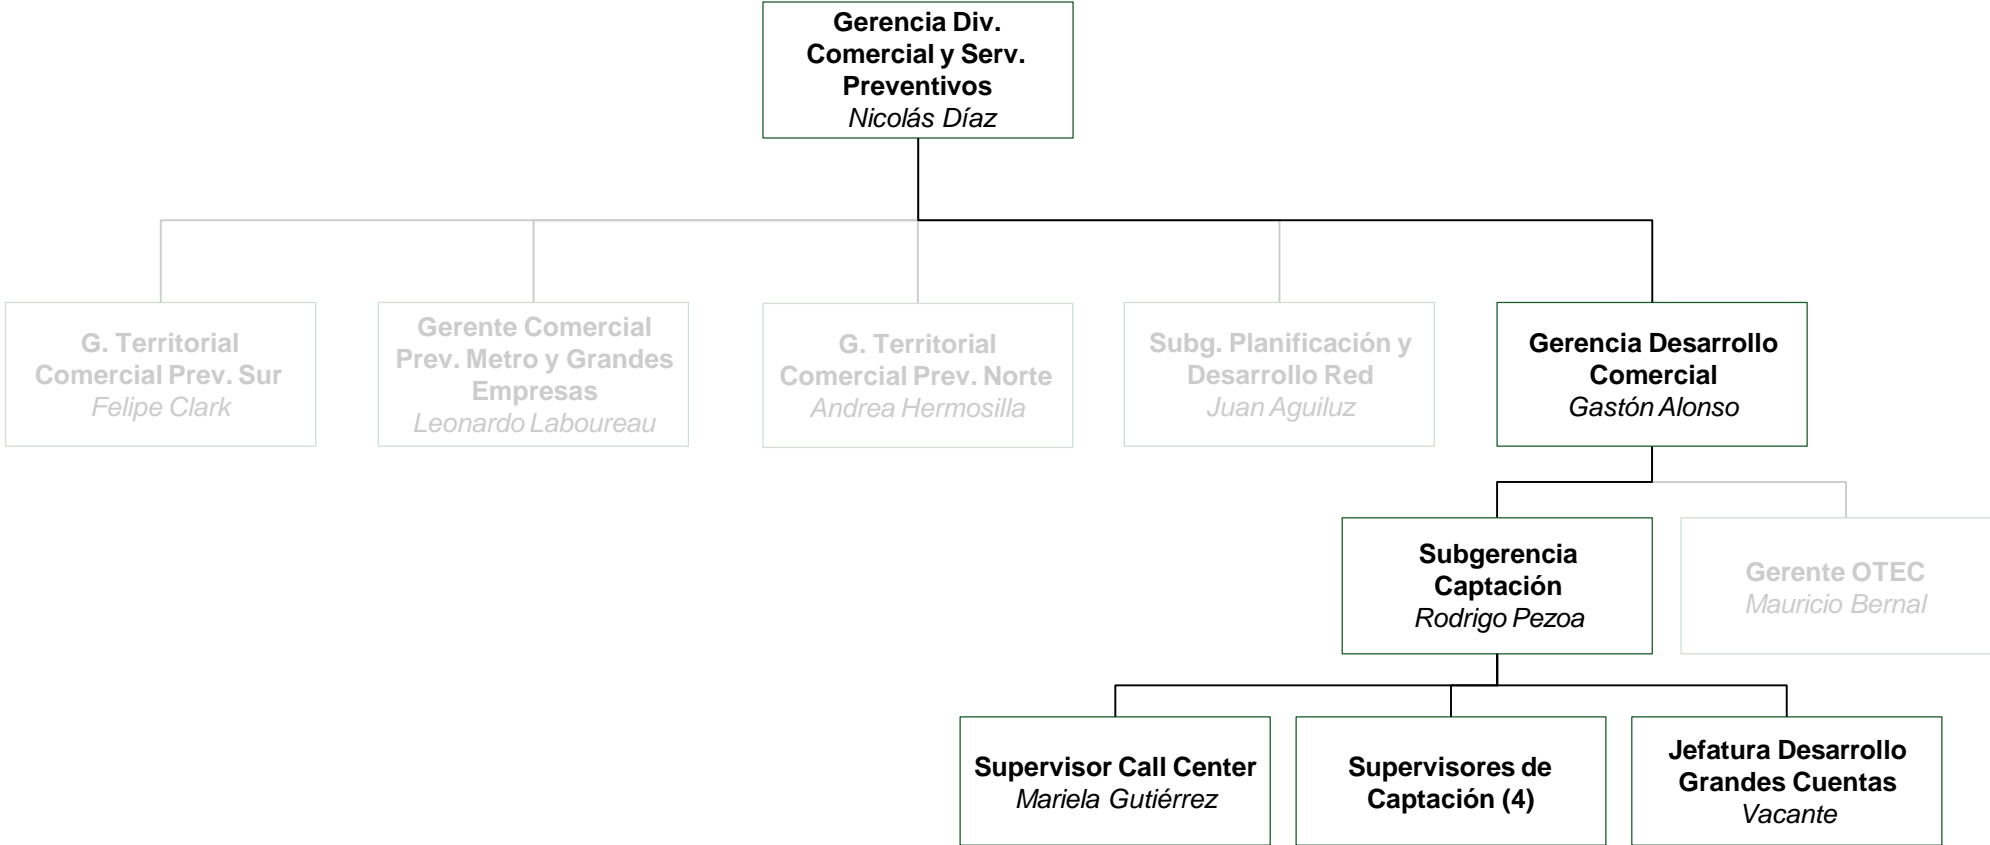 Gerencia Div.
Comercial y Serv.
Preventivos
Nicolás Díaz
G. Territorial
Comercial Prev. Sur
Felipe Clark
Gerente Comercial
Prev. Metro y Grandes
Empresas
Leonardo Laboureau
G. Territorial
Comercial Prev. Norte
Andrea Hermosilla
Subg. Planificación y
Desarrollo Red
Juan Aguiluz
Gerencia Desarrollo
Comercial
Gastón Alonso
Subgerencia
Captación
Rodrigo Pezoa
Gerente OTEC
Mauricio Bernal
Supervisor Call Center
Mariela Gutiérrez
Supervisores de
Captación (4)
Jefatura Desarrollo
Grandes Cuentas
Vacante